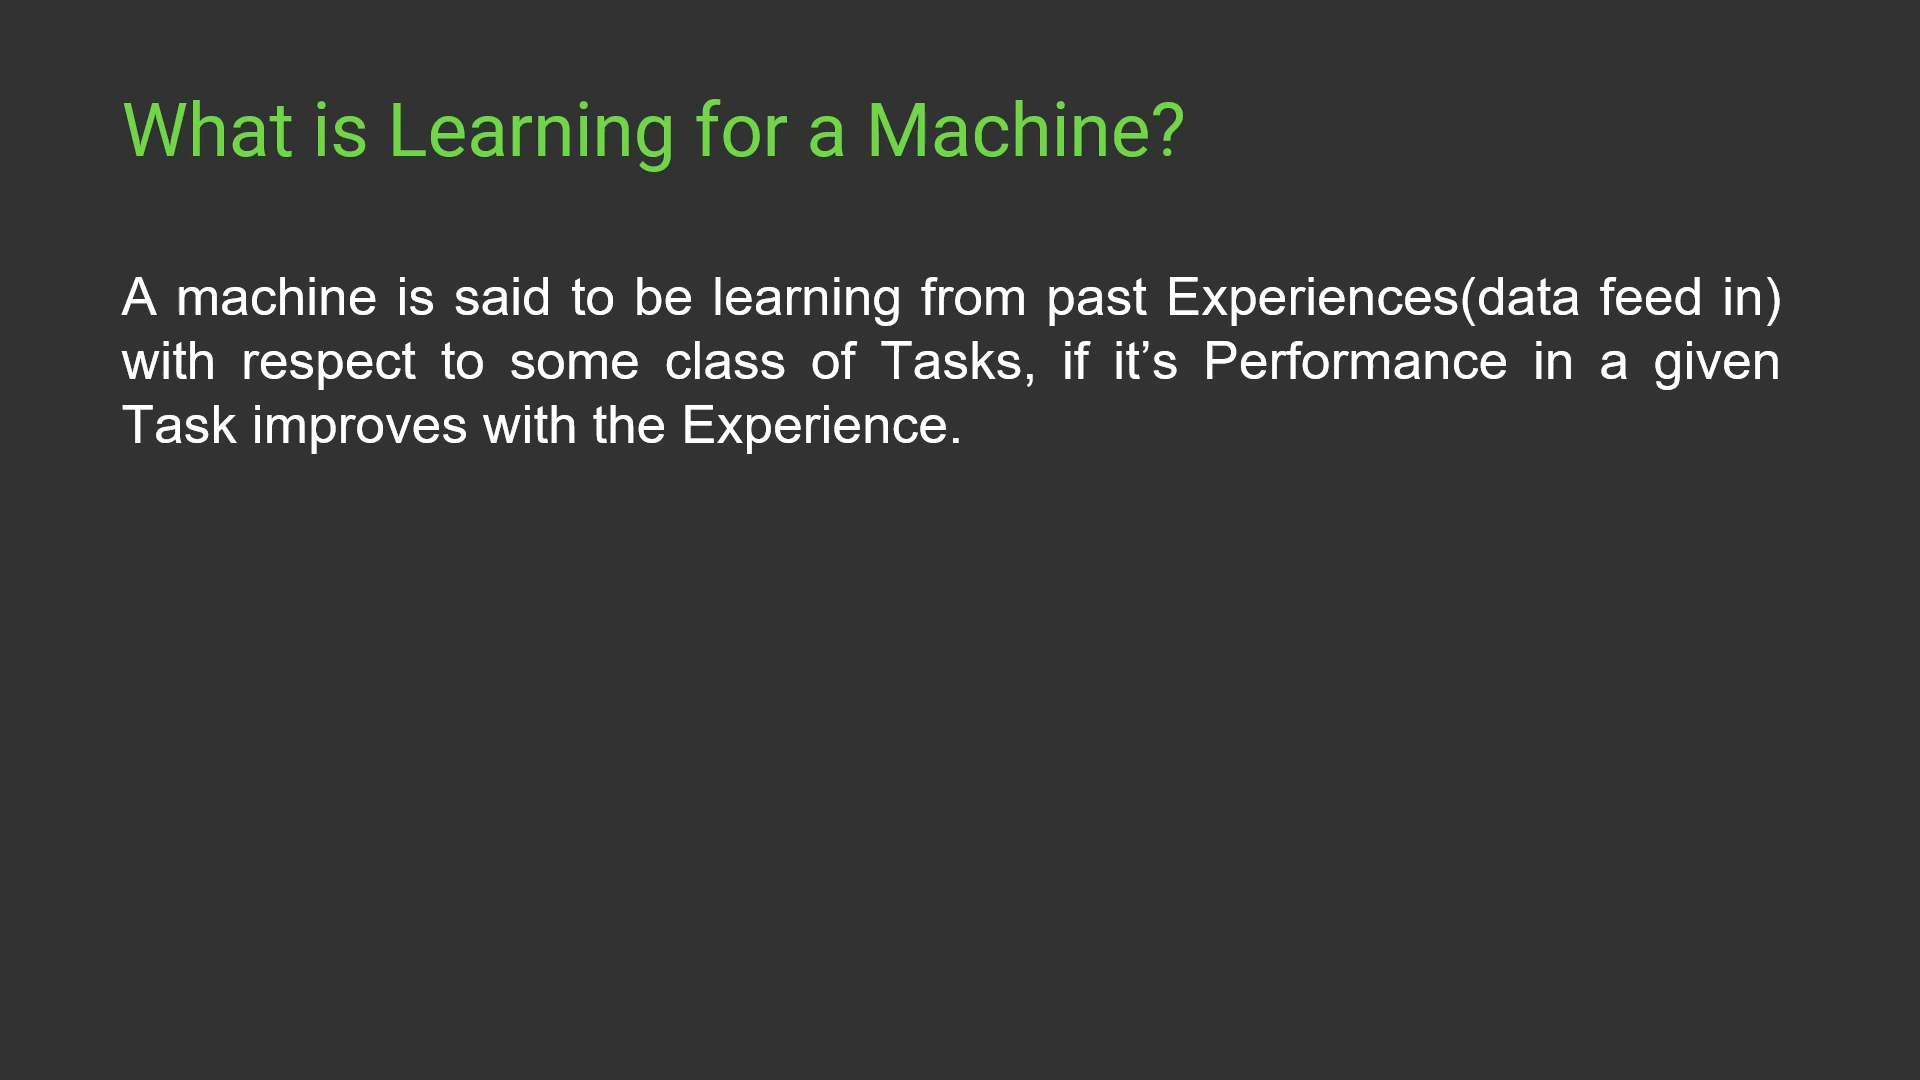 What is Learning for a Machine?
A machine is said to be learning from past Experiences(data feed in)
with respect to some class of Tasks, if it’s Performance in a given
Task improves with the Experience.